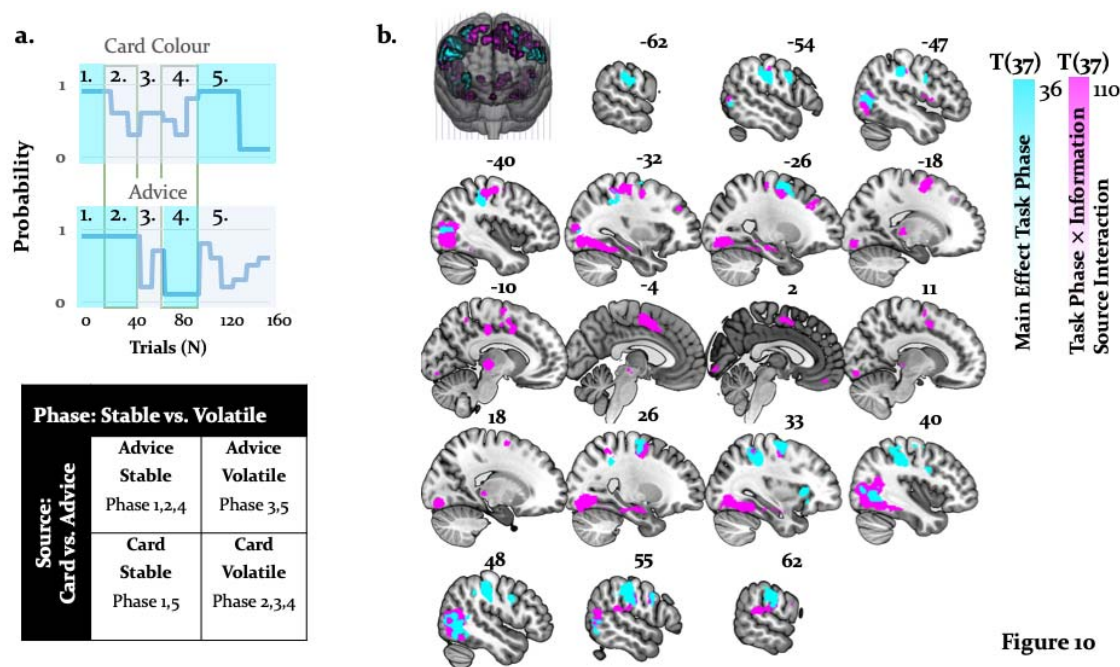 a.
Card Colour
1. 2. 3. 4. 5.
1
0
Advice
1. 2. 3. 4. 5.
1
0
Probability
0 40 80 120 160
Trials (N)
Phase: Stable vs. Volatile
Source:
Card vs. Advice
Advice
Stable
Phase 1,2,4
Advice
Volatile
Phase 3,5
Card
Stable
Phase 1,5
Card
Volatile
Phase 2,3,4
b.
-62
-54
-47
-40
-32
-26
-18
-10
-4
2
11
18
26
33
40
48
55
62
T(37)
36
Main Effect Task Phase
T(37)
110
Task Phase × Information
Source Interaction
Figure 10